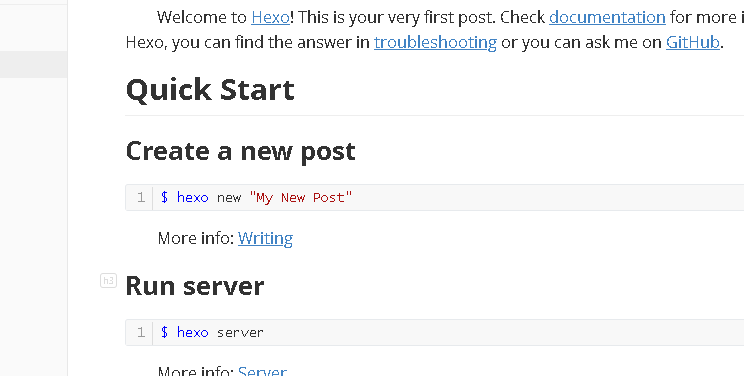 Welcome to Hexo! This is your very first post. Check documentation for more i
Hexo, you can find the answer in troubleshooting or you can ask me on GitHub.
Quick Start
Create a new post
1 $ hexo new "My New Post"
More info: Writing
h3 Run server
1 $ hexo server
More info: Server